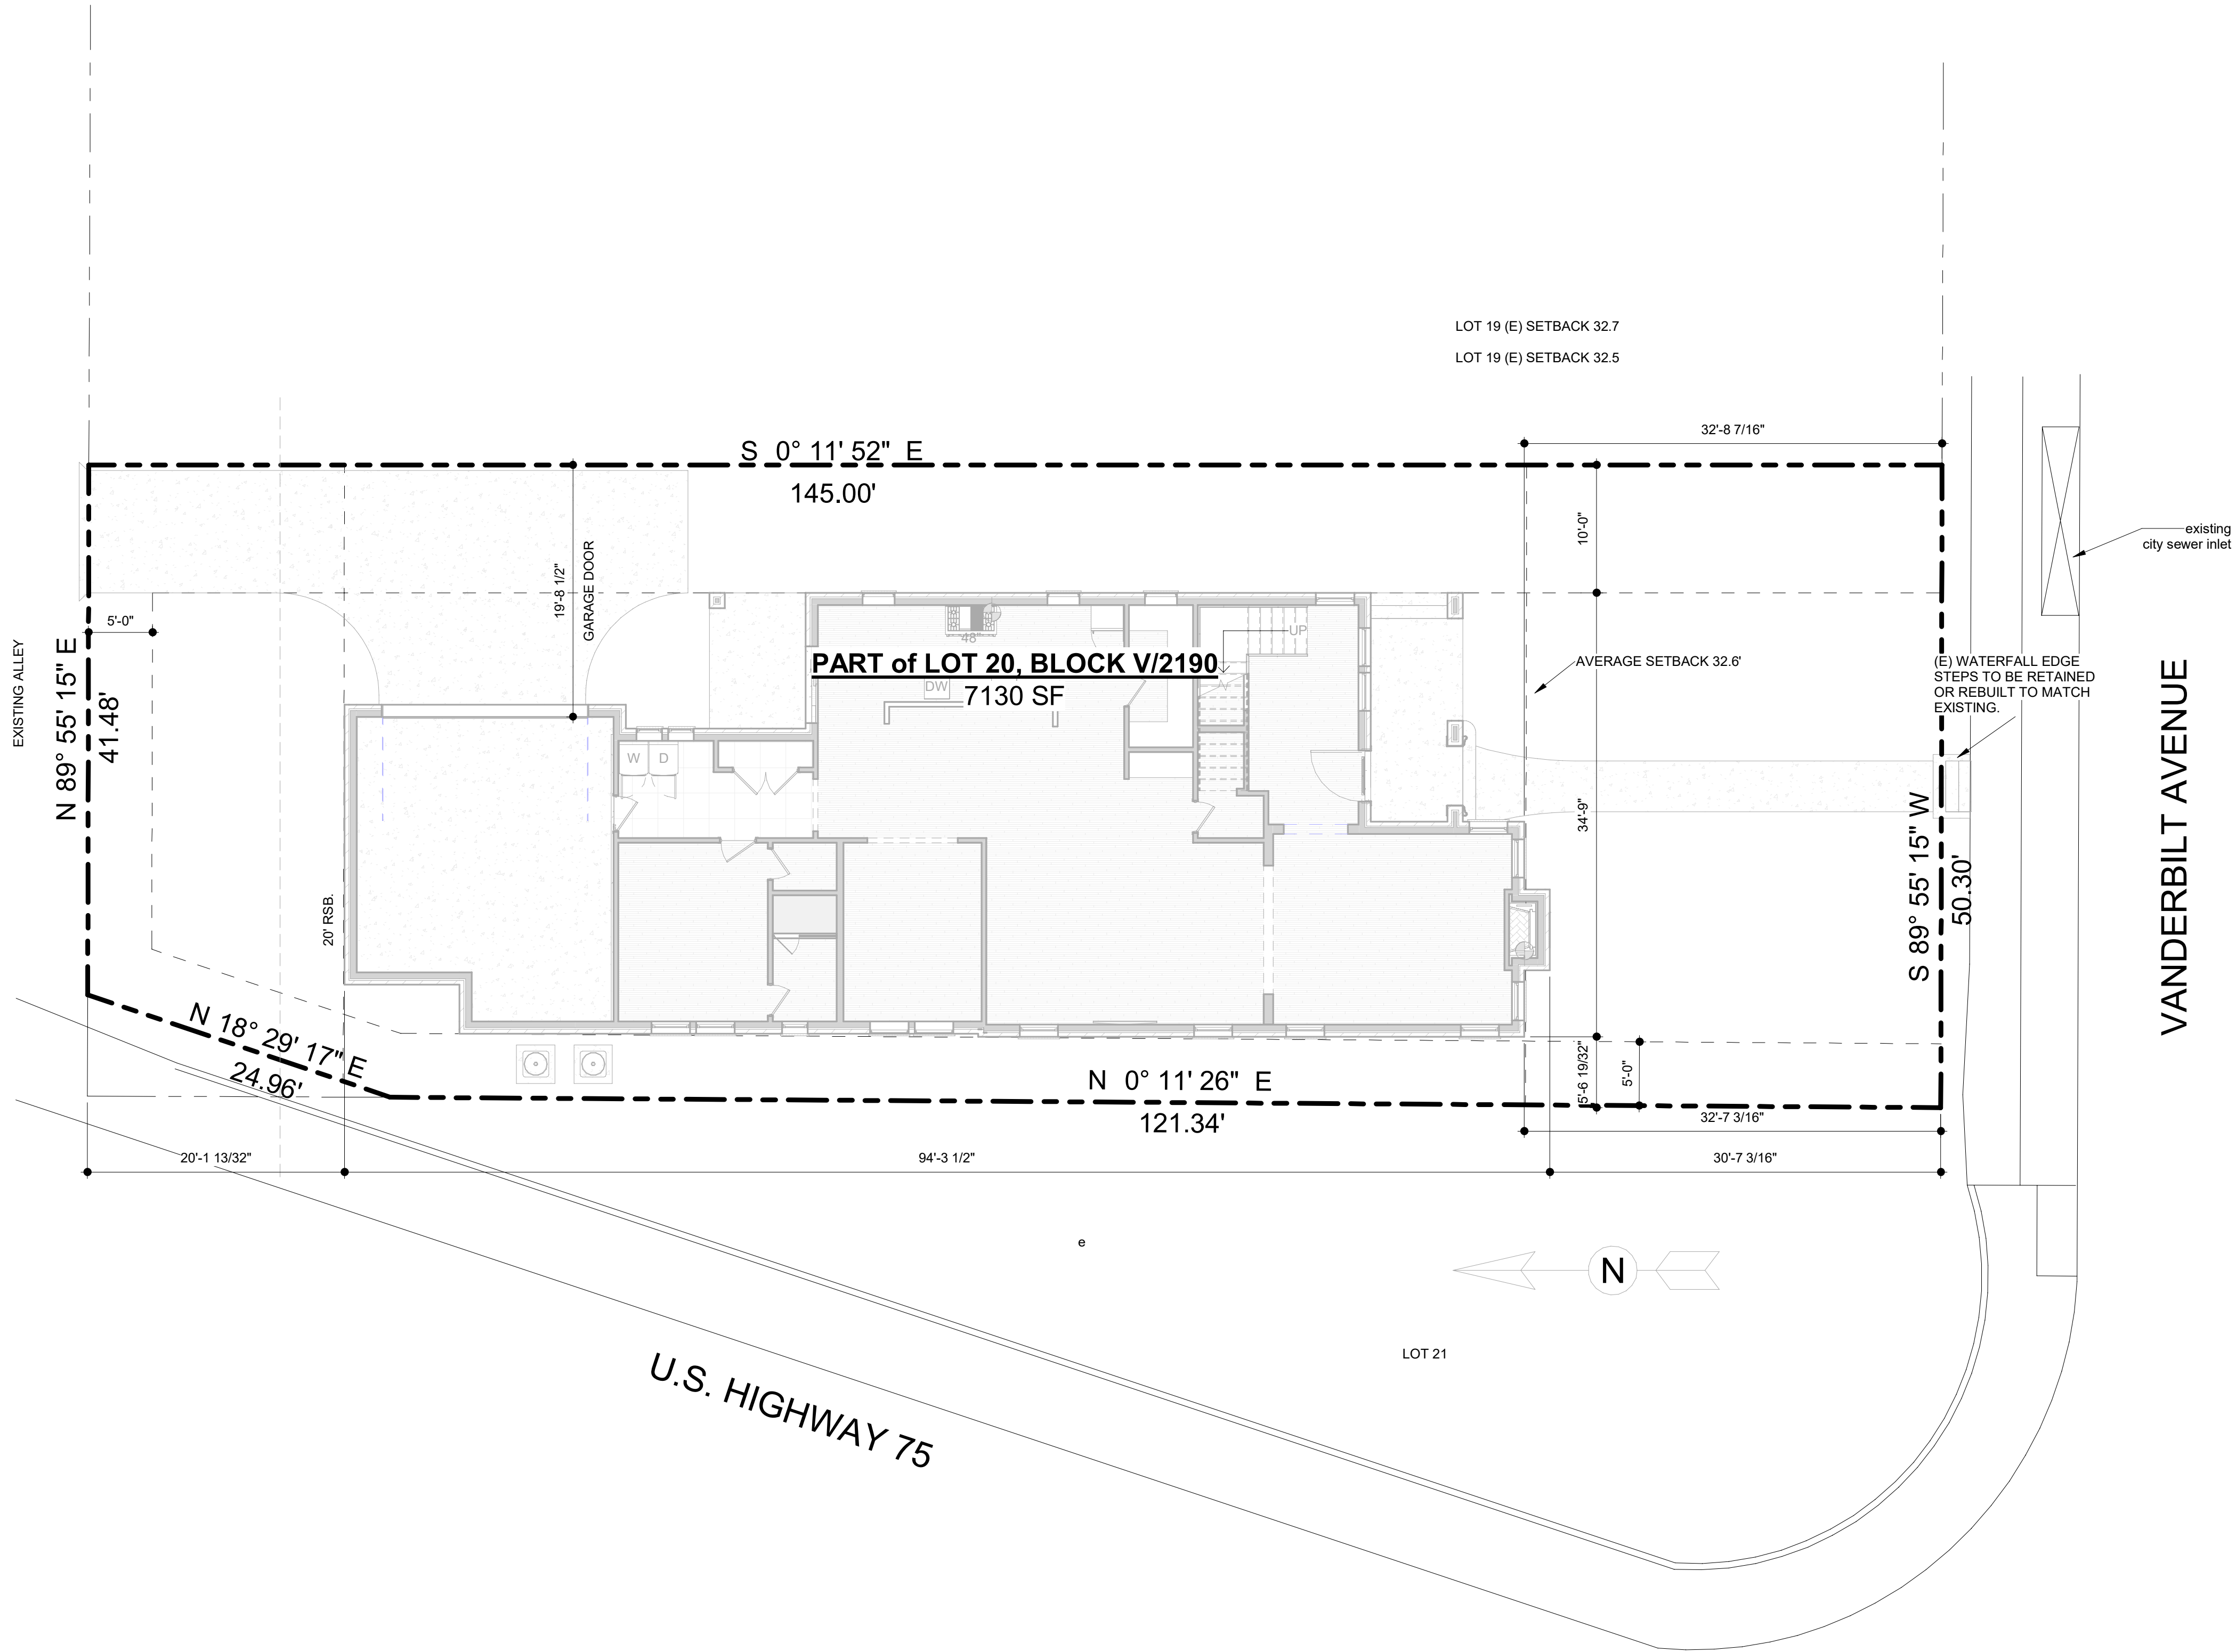 LOT 19 (E) SETBACK 32.7
LOT 19 (E) SETBACK 32.5
32'-8 7/16"
S 0° 11' 52" E
145.00'
existing
city sewer inlet
10'-0"
19'-8 1/2"
GARAGE DOOR
5'-0"
EXISTING ALLEY
N 89° 55' 15" E
41.48'
48"
UP
PART of LOT 20, BLOCK V/2190
7130 SF
DW
AVERAGE SETBACK 32.6'
(E) WATERFALL EDGE
STEPS TO BE RETAINED
OR REBUILT TO MATCH
EXISTING.
W
D
34'-9"
VANDERBILT AVENUE
S 89° 55' 15" W
50.30'
20' RSB.
N 18° 29' 17" E
24.96'
N 0° 11' 26" E
121.34'
5'-6 19/32"
5'-0"
32'-7 3/16"
20'-1 13/32"
94'-3 1/2"
30'-7 3/16"
e
N
LOT 21
U.S. HIGHWAY 75